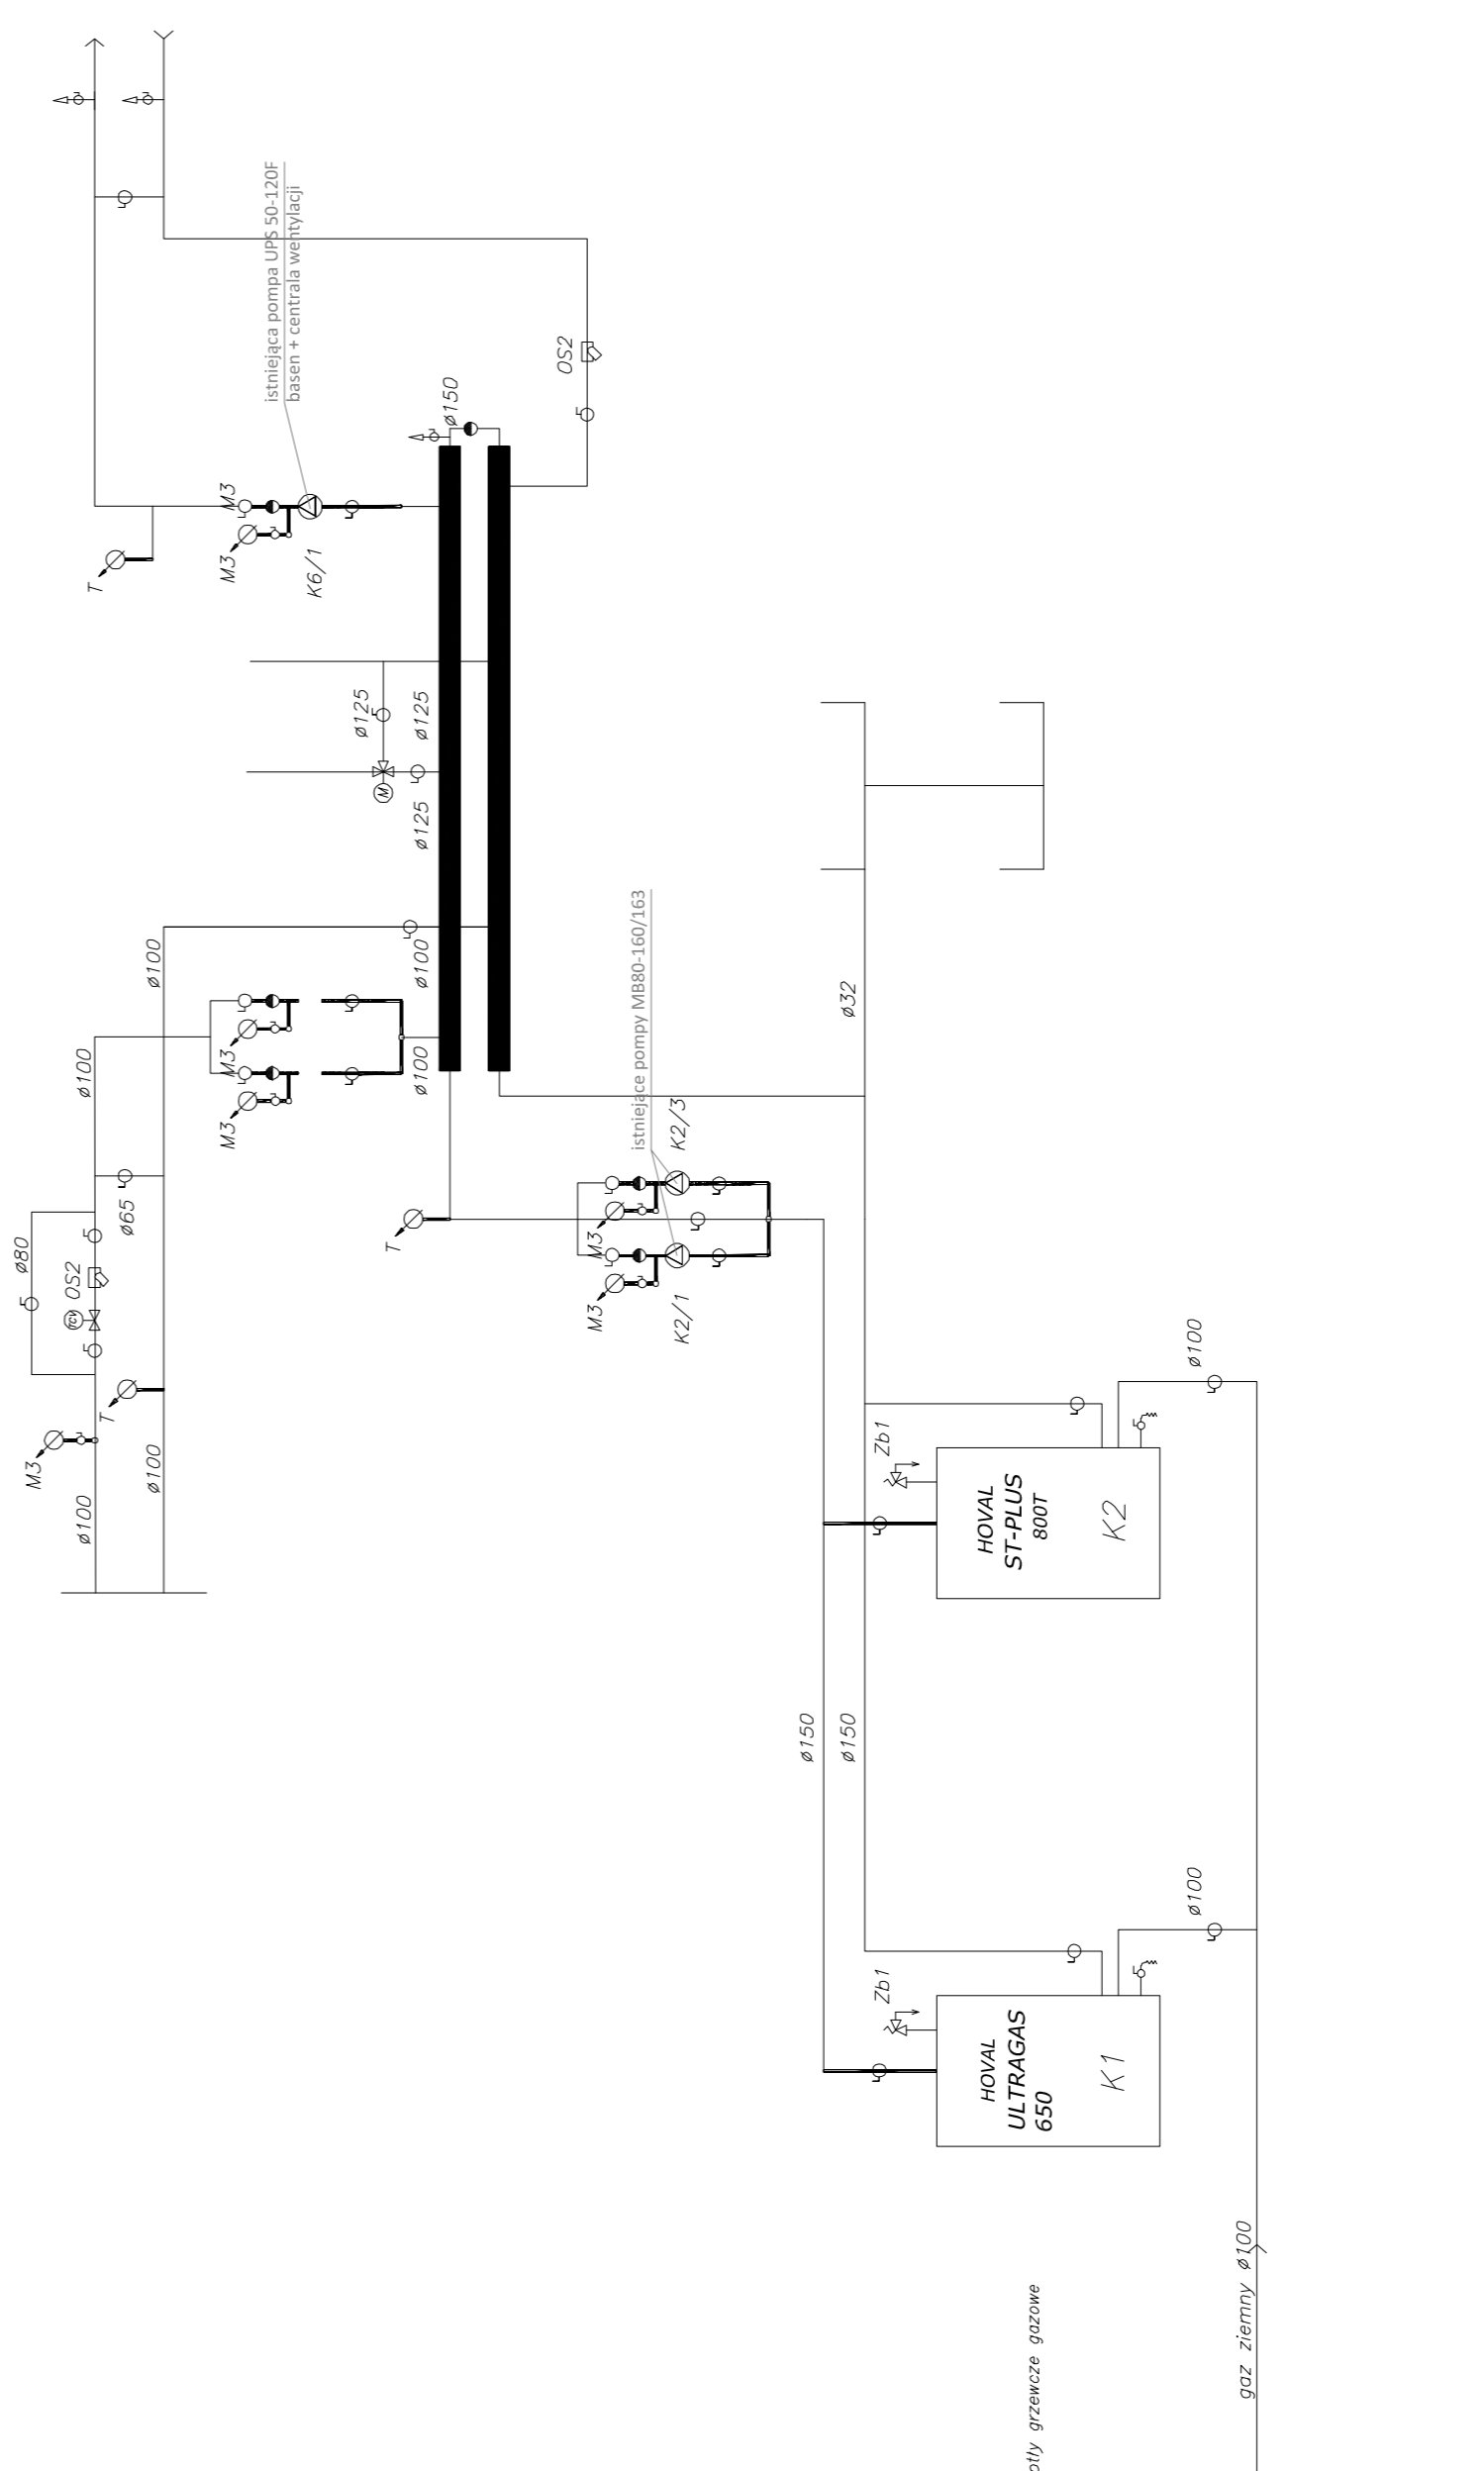 istniejąca pompa UPS 50-120F
basen + centrala wentylacji
ø150
OS2
M3
M3
K6/1
T
ø125
ø125
ø125
ø100
ø100
ø100
ø100
M3
M3
ø65
ø80
OS2
TCV
M
T
M3
ø100
ø100
istniejące pompy MB80-160/163
K2/3
M3
M3
K2/1
T
ø32
ø100
Zb1
HOVAL
ST-PLUS
800T
K2
ø150
ø150
ø100
Zb1
HOVAL
ULTRAGAS
650
K1
gaz ziemny ø100
otły grzewcze gazowe